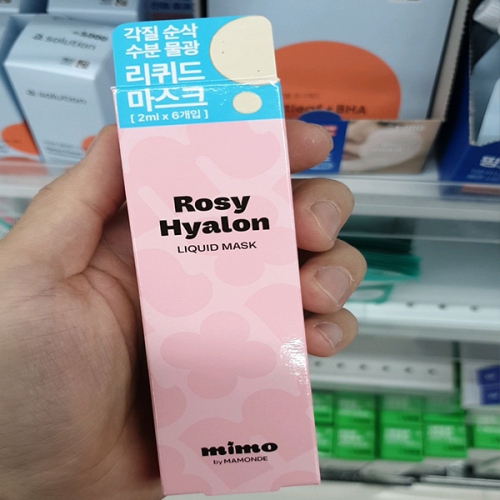 각질 순삭
수분 물광
리퀴드
마스크
[ 2ml x 6개입 ]
Rosy
Hyalon
LIQUID MASK
mimo
by MAMONDE
a solution